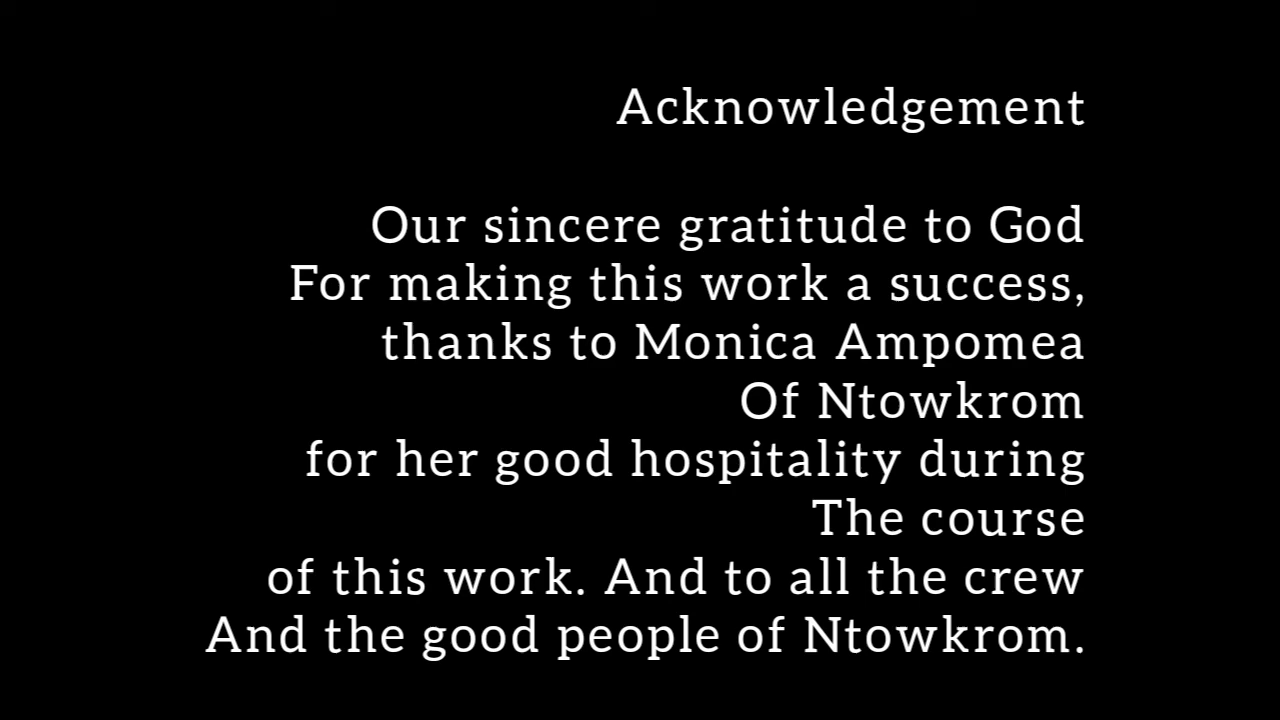 Acknowledgement
Our sincere gratitude to God
For making this work a success,
thanks to Monica Ampomea
Of Ntowkrom
for her good hospitality during
The course
of this work. And to all the crew
And the good people of Ntowkrom.